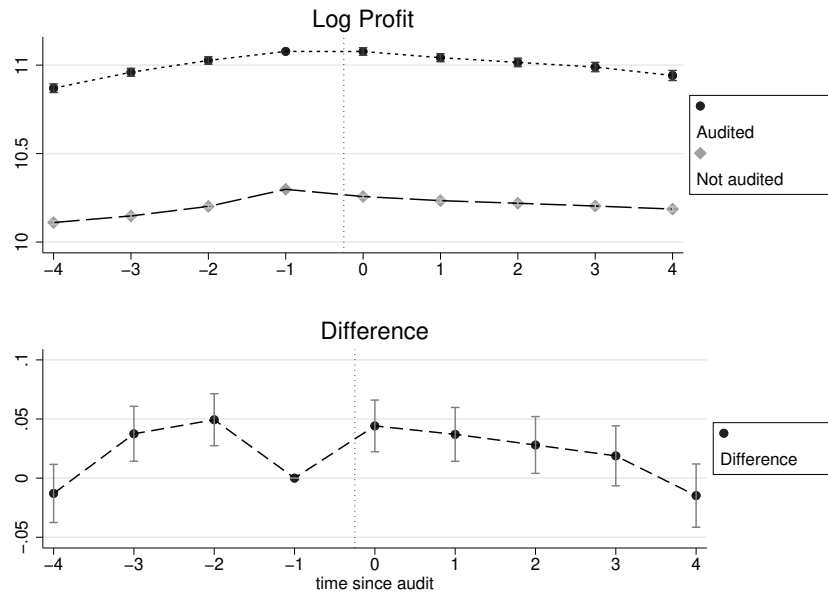 Log Profit
11
10.5
10
−4 −3 −2 −1 0 1 2 3 4
Audited
Not audited
Difference
.1
.05
0
−.05
−4 −3 −2 −1 0 1 2 3 4
time since audit
Difference